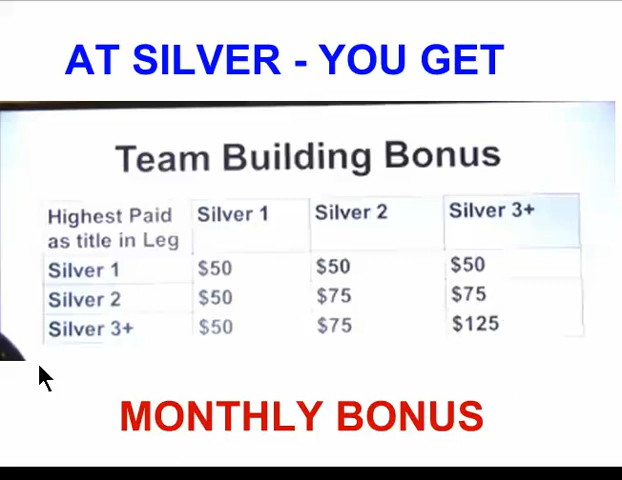 AT SILVER - YOU GET
Team Building Bonus
Highest Paid as title in Leg Silver 1 Silver 2 Silver 3+
Silver 1 $50 $50 $50
Silver 2 $50 $75 $75
Silver 3+ $50 $75 $125
MONTHLY BONUS